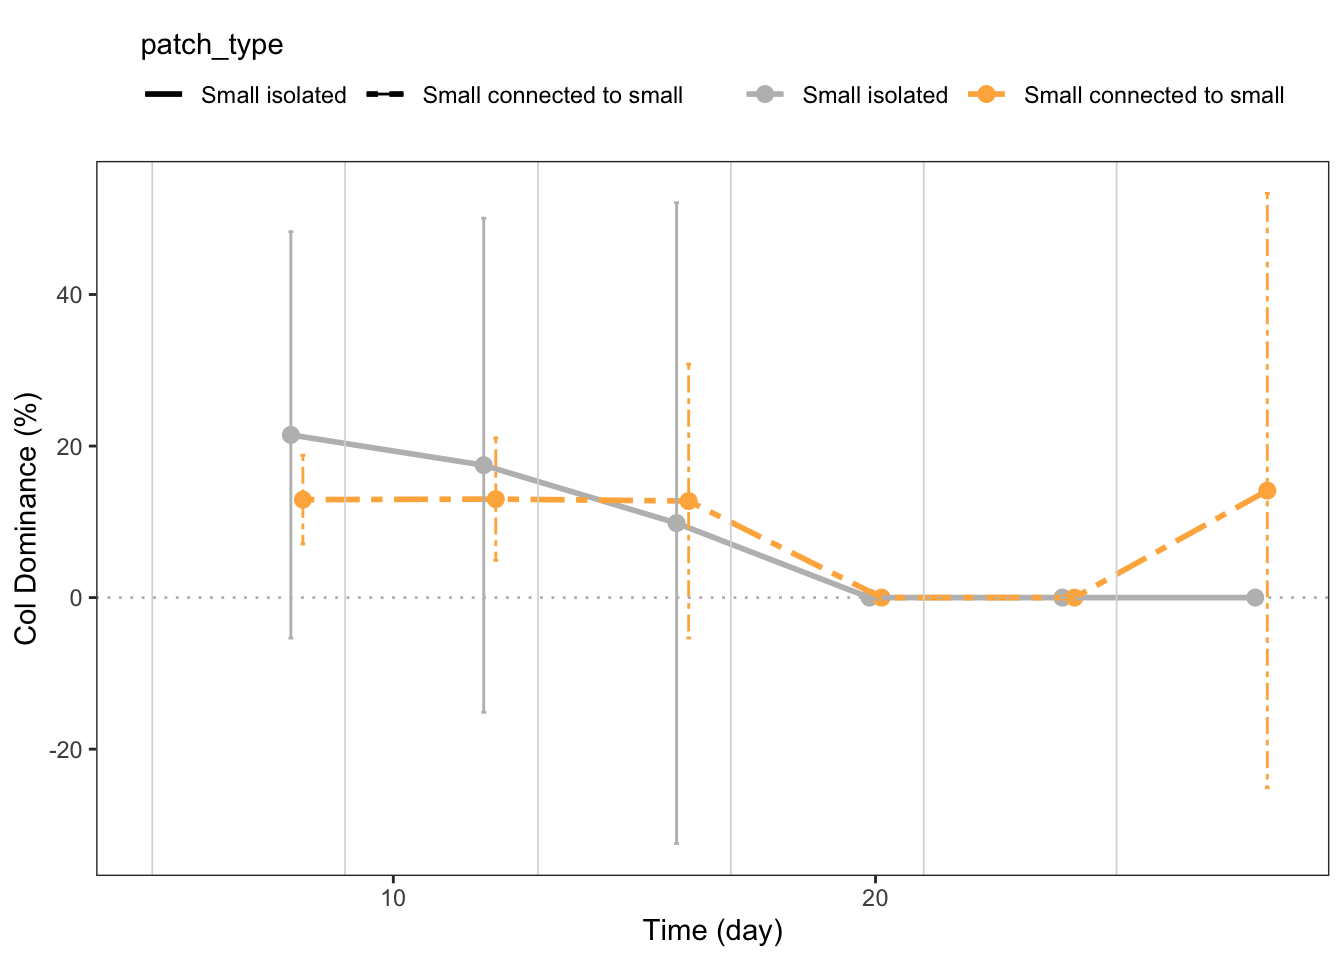 patch_type
Small isolated Small connected to small Small isolated Small connected to small
40
20
0
-20
Col Dominance (%)
10 20
Time (day)